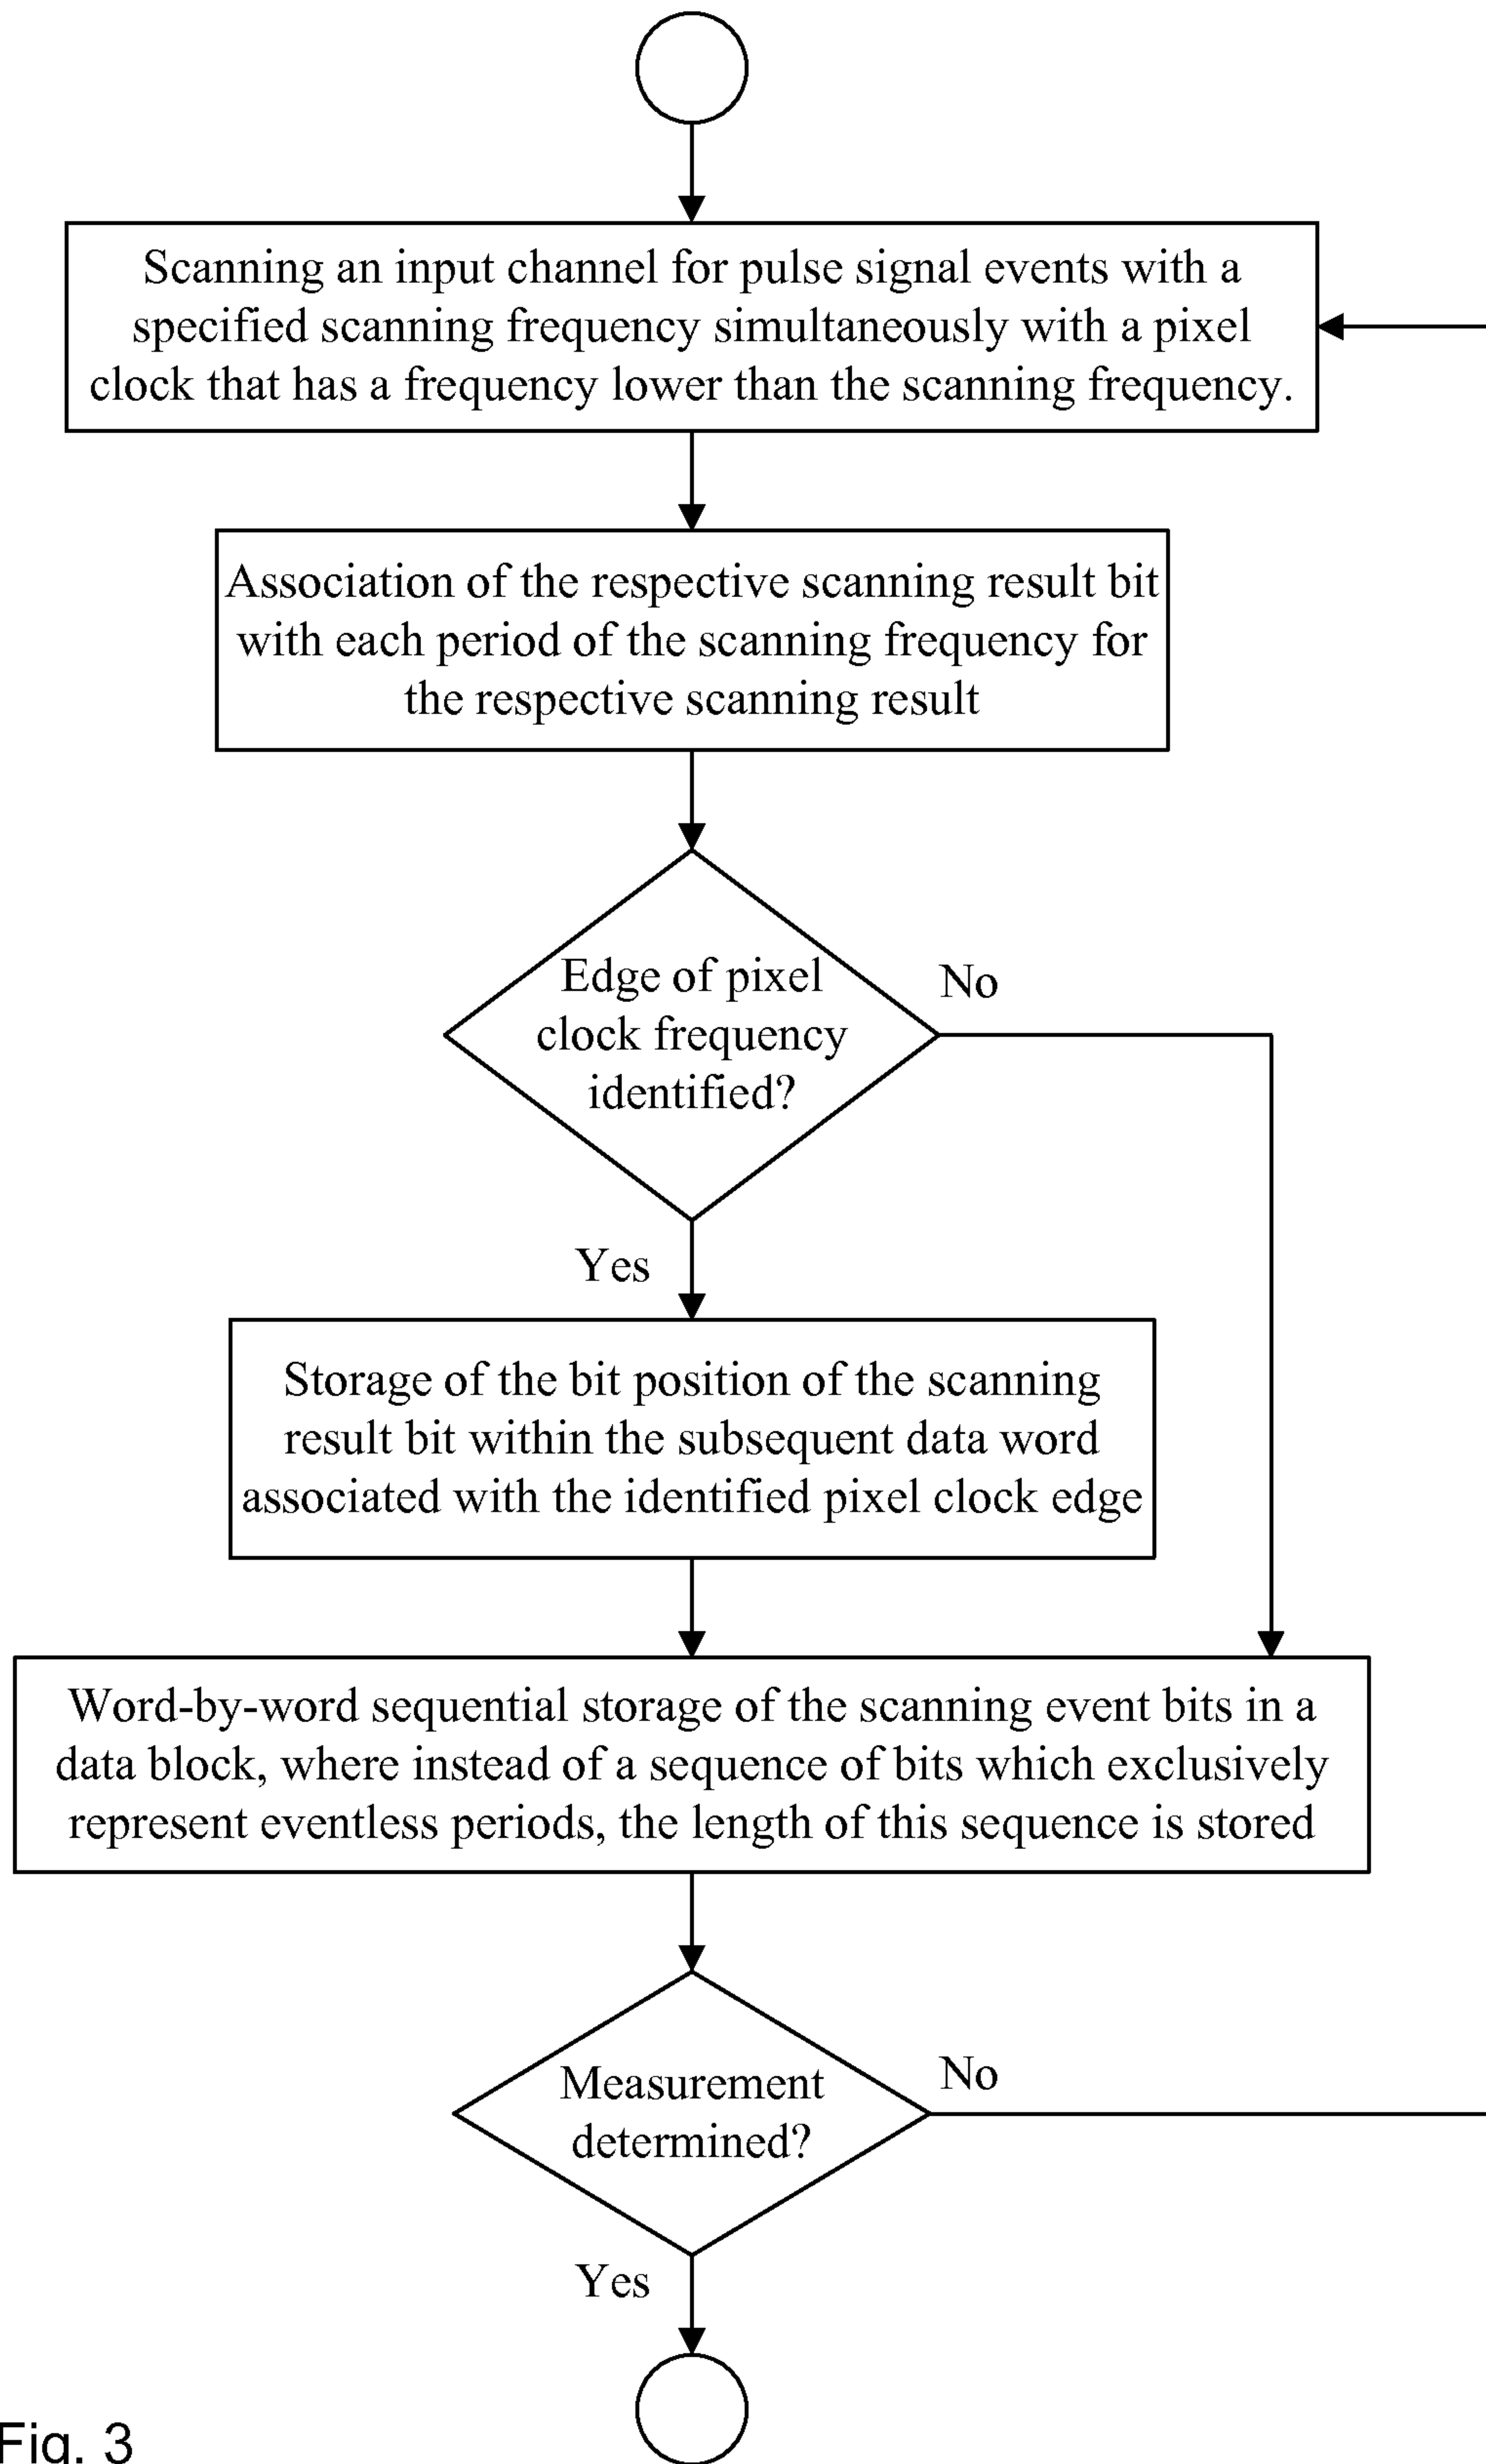 Scanning an input channel for pulse signal events with a
specified scanning frequency simultaneously with a pixel
clock that has a frequency lower than the scanning frequency.
Association of the respective scanning result bit
with each period of the scanning frequency for
the respective scanning result
Edge of pixel
clock frequency
identified?
No
Yes
Storage of the bit position of the scanning
result bit within the subsequent data word
associated with the identified pixel clock edge
Word-by-word sequential storage of the scanning event bits in a
data block, where instead of a sequence of bits which exclusively
represent eventless periods, the length of this sequence is stored
Measurement
determined?
No
Yes
Fig. 3